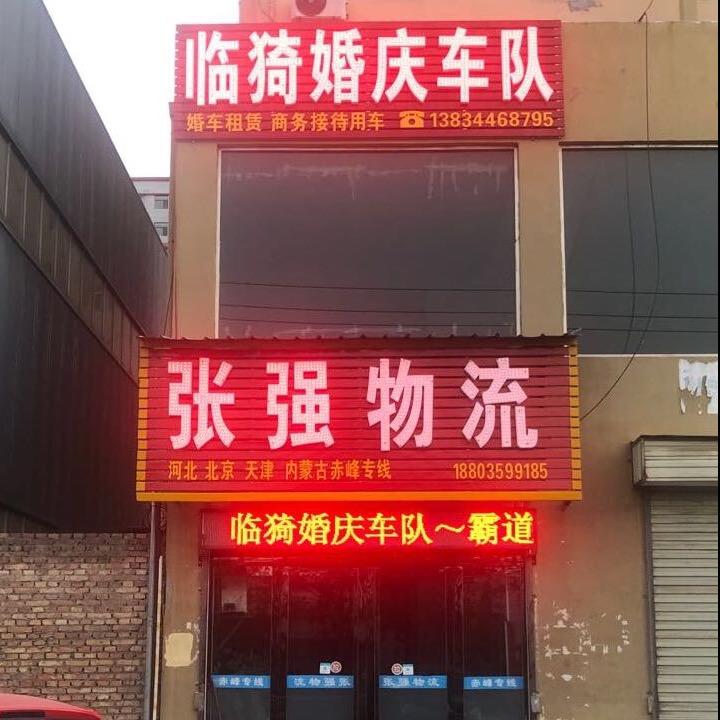 临猗婚庆车队
婚车租赁 商务接待用车 ☎13834468795
张强物流
河北 北京 天津 内蒙古赤峰专线 18803599185
临猗婚庆车队～霸道
赤峰专线 流物强张 张强物流 赤峰专线